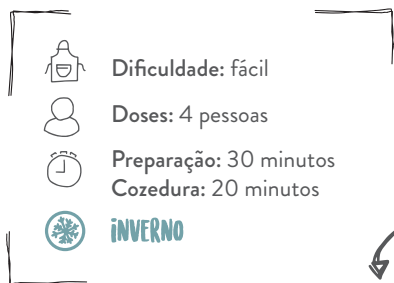 Dificuldade: fácil
Doses: 4 pessoas
Preparação: 30 minutos
Cozedura: 20 minutos
iNVERNO